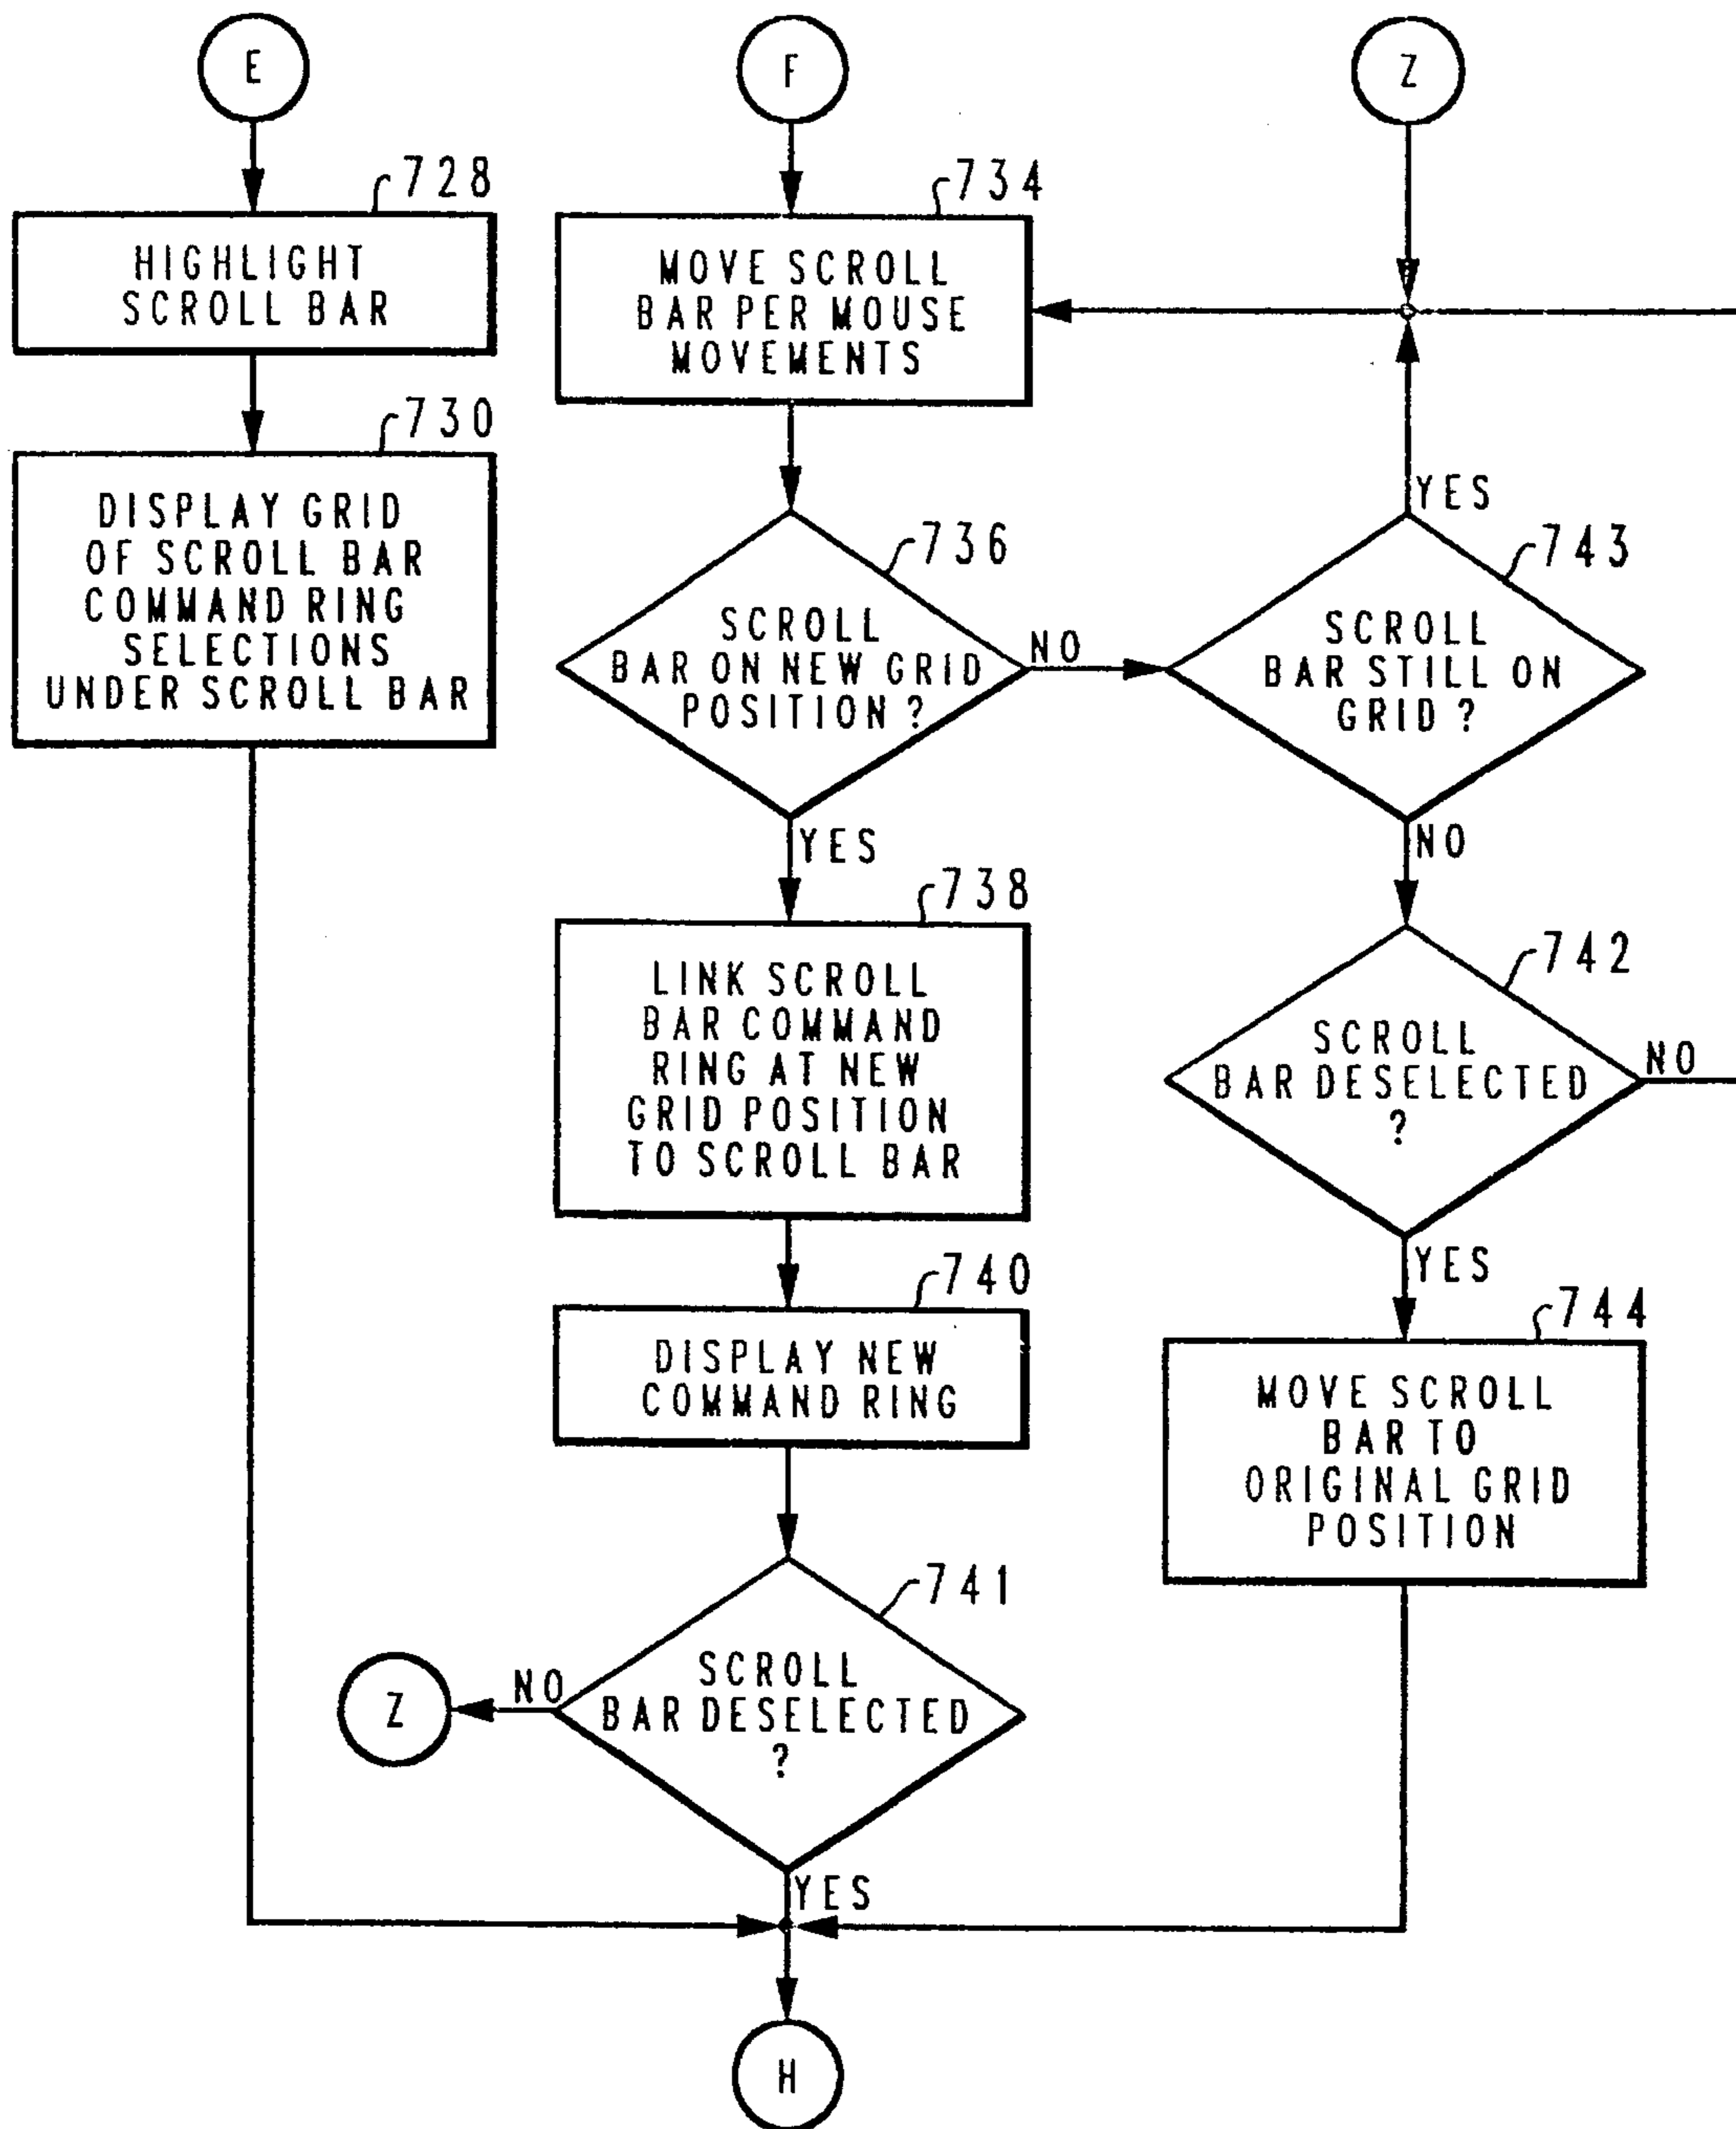 E
728
HIGHLIGHT
SCROLL BAR
730
DISPLAY GRID
OF SCROLL BAR
COMMAND RING
SELECTIONS
UNDER SCROLL BAR
F
734
MOVE SCROLL
BAR PER MOUSE
MOVEMENTS
736
SCROLL
BAR ON NEW GRID
POSITION ?
NO
YES
738
LINK SCROLL
BAR COMMAND
RING AT NEW
GRID POSITION
TO SCROLL BAR
740
DISPLAY NEW
COMMAND RING
741
SCROLL
BAR DESELECTED
?
NO
Z
YES
H
Z
YES
743
SCROLL
BAR STILL ON
GRID ?
NO
742
SCROLL
BAR DESELECTED
?
NO
YES
744
MOVE SCROLL
BAR TO
ORIGINAL GRID
POSITION